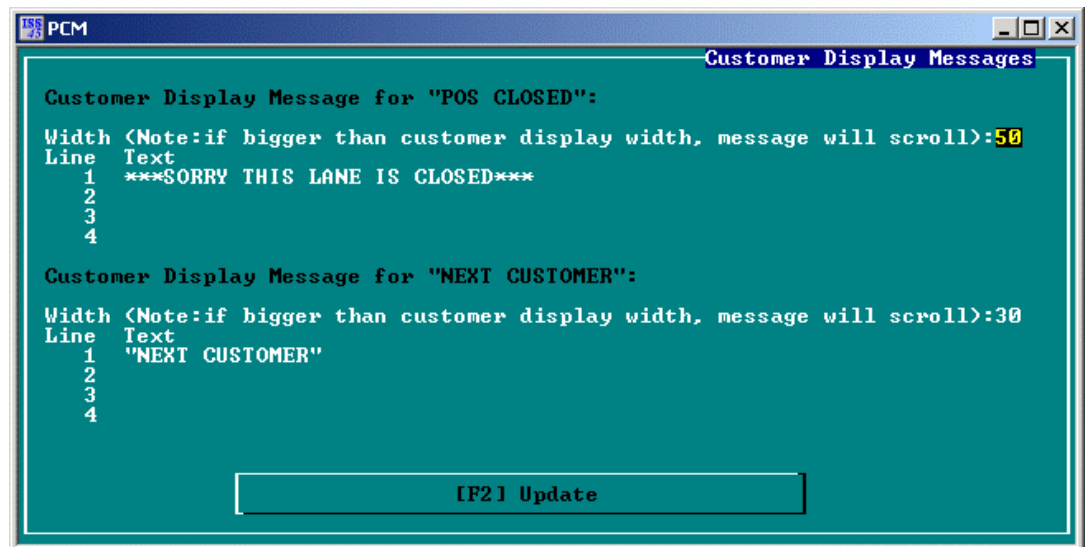 ISS 45 PCM
Customer Display Messages
Customer Display Message for "POS CLOSED":
Width (Note:if bigger than customer display width, message will scroll):50
Line Text
1 ***SORRY THIS LANE IS CLOSED***
2
3
4
Customer Display Message for "NEXT CUSTOMER":
Width (Note:if bigger than customer display width, message will scroll):30
Line Text
1 "NEXT CUSTOMER"
2
3
4
[F2] Update